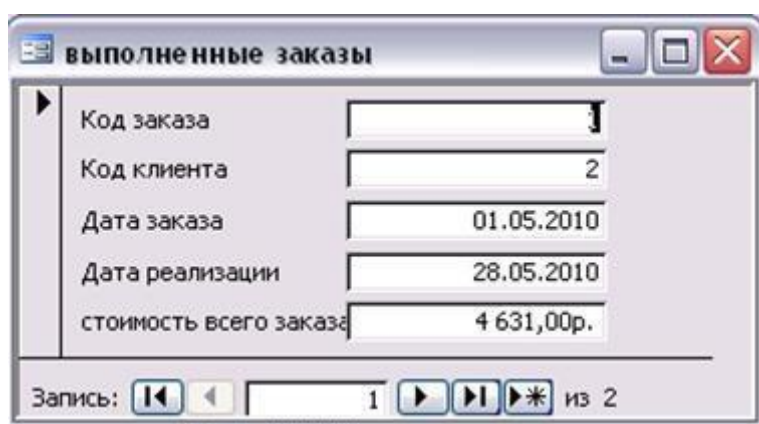 выполненные заказы
Код заказа
Код клиента 2
Дата заказа 01.05.2010
Дата реализации 28.05.2010
стоимость всего заказа 4 631,00р.
Запись: 1 из 2